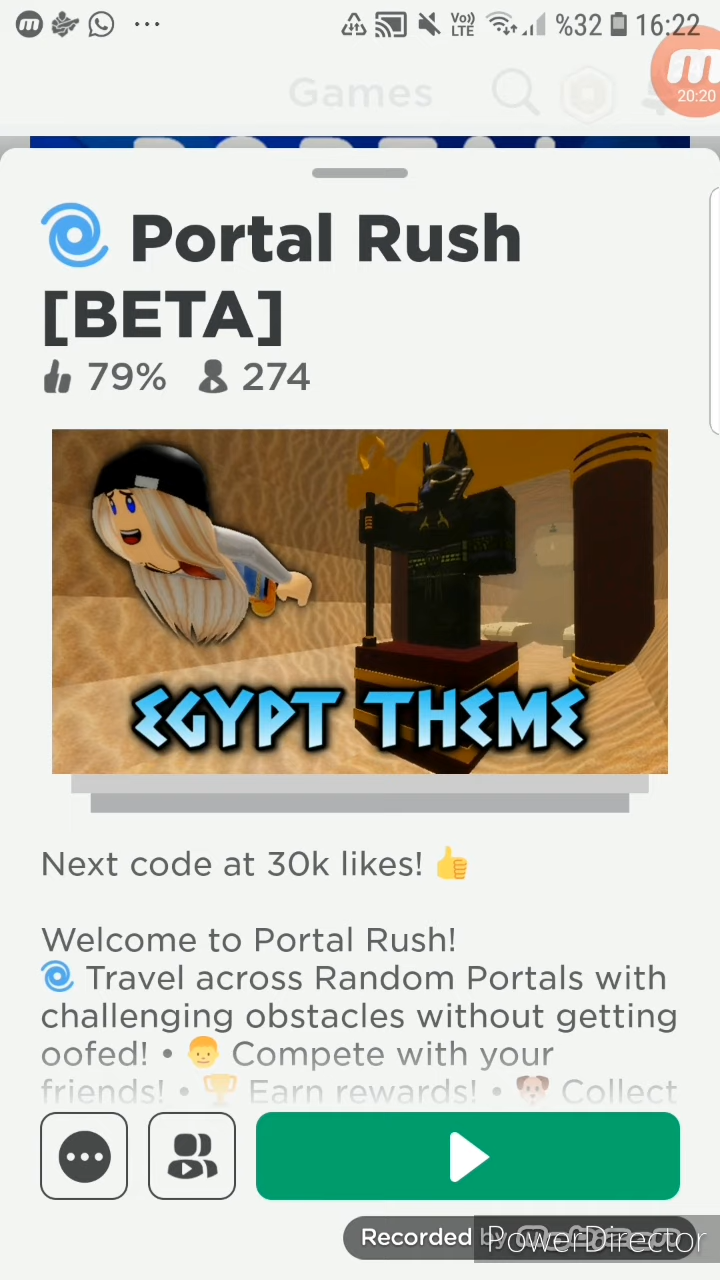 %32 16:22
Vo))
LTE
Games
20:20
Portal Rush
[BETA]
79% 274
EGYPT THEME
Next code at 30k likes! 👍
Welcome to Portal Rush!
🌀 Travel across Random Portals with
challenging obstacles without getting
oofed! • 👦 Compete with your
friends! • 🏆 Earn rewards! • 🐶 Collect
Recorded by
PowerDirector